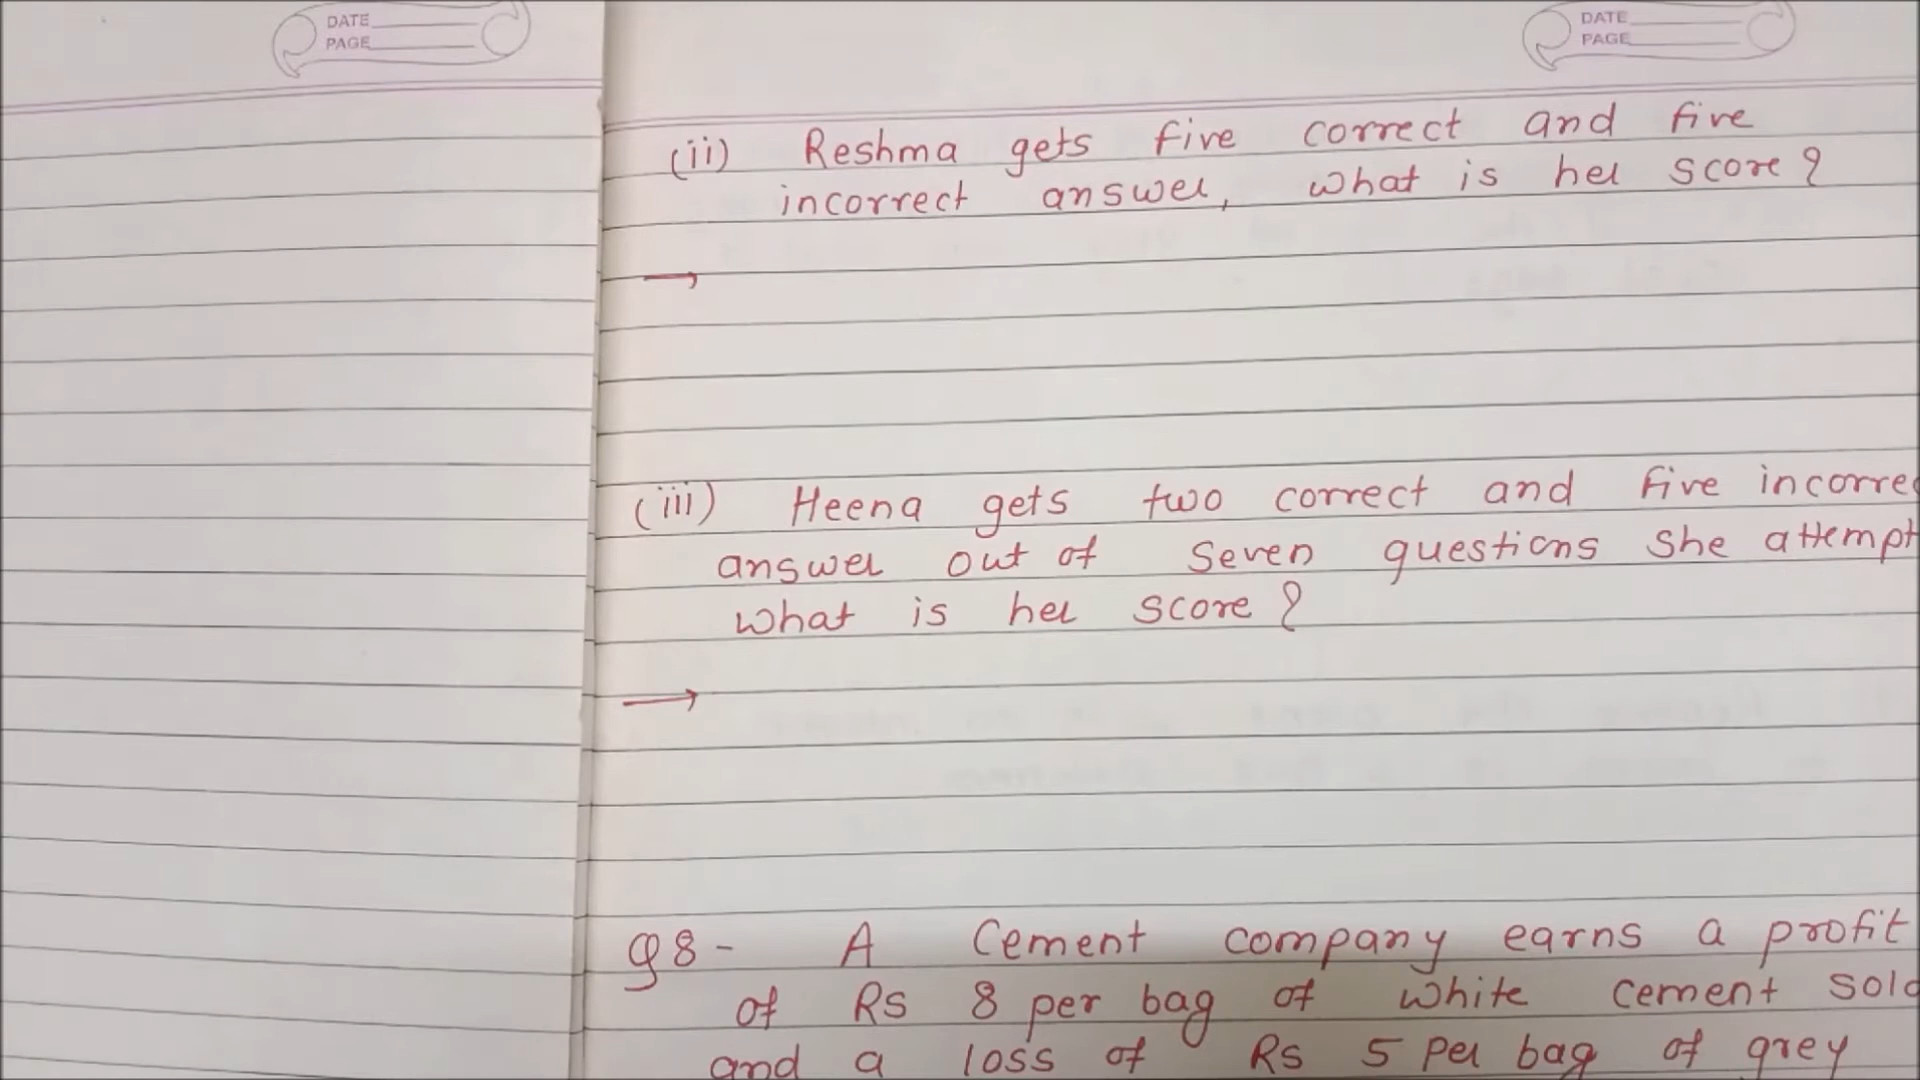 DATE
PAGE
DATE
PAGE
(ii) Reshma gets five correct and five
incorrect answer, what is her score?
→
(iii) Heena gets two correct and five incorrec
answer out of seven questions she attempt
what is her score?
→
Q8- A Cement company earns a profit
of Rs 8 per bag of white cement sold
and a loss of Rs 5 per bag of grey